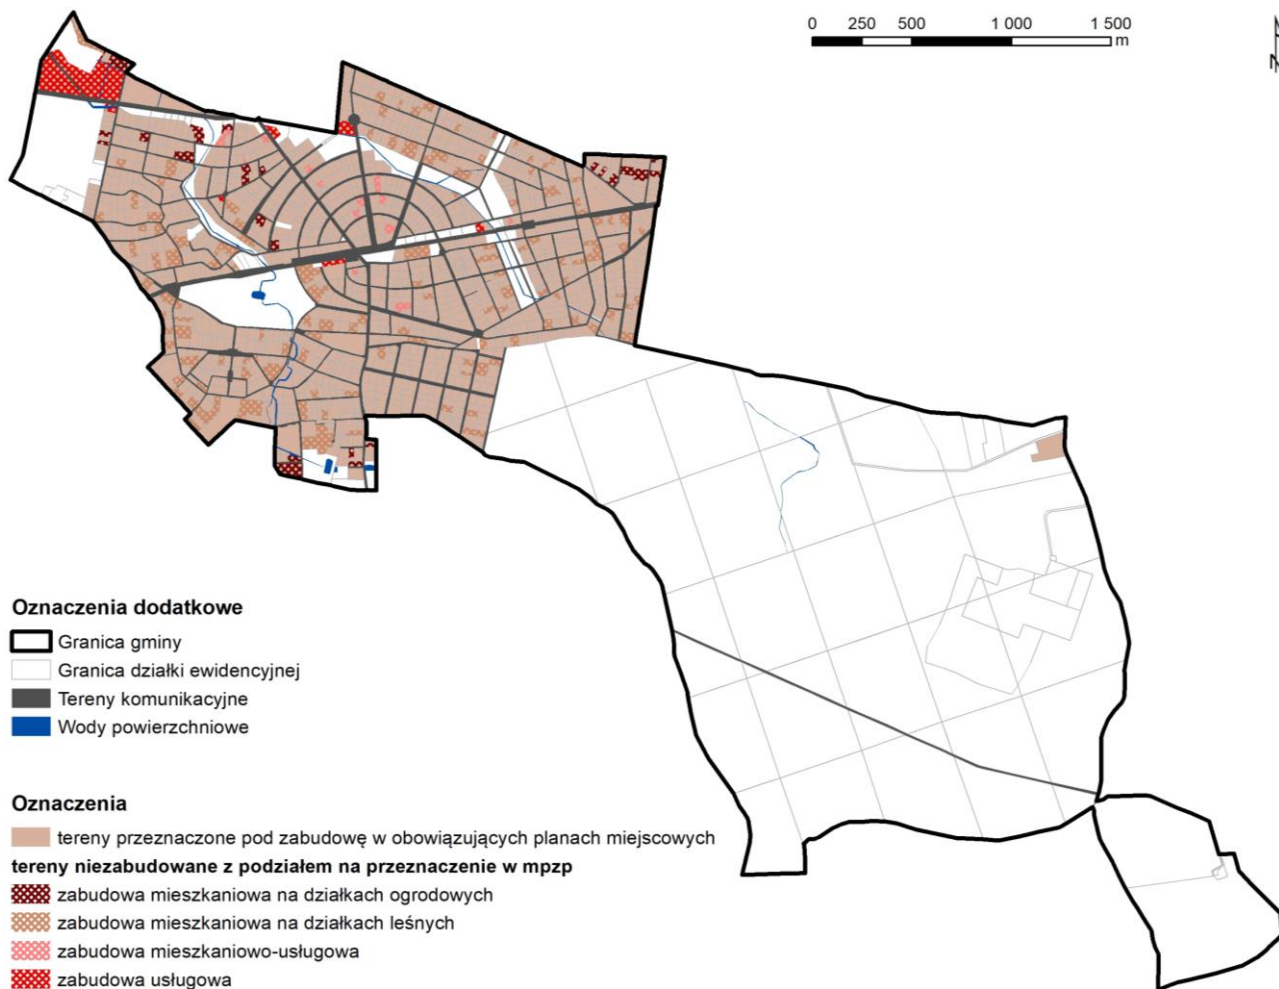 0 250 500 1 000 1 500
m
N
Oznaczenia dodatkowe
Granica gminy
Granica działki ewidencyjnej
Tereny komunikacyjne
Wody powierzchniowe
Oznaczenia
tereny przeznaczone pod zabudowę w obowiązujących planach miejscowych
tereny niezabudowane z podziałem na przeznaczenie w mpzp
zabudowa mieszkaniowa na działkach ogrodowych
zabudowa mieszkaniowa na działkach leśnych
zabudowa mieszkaniowo-usługowa
zabudowa usługowa